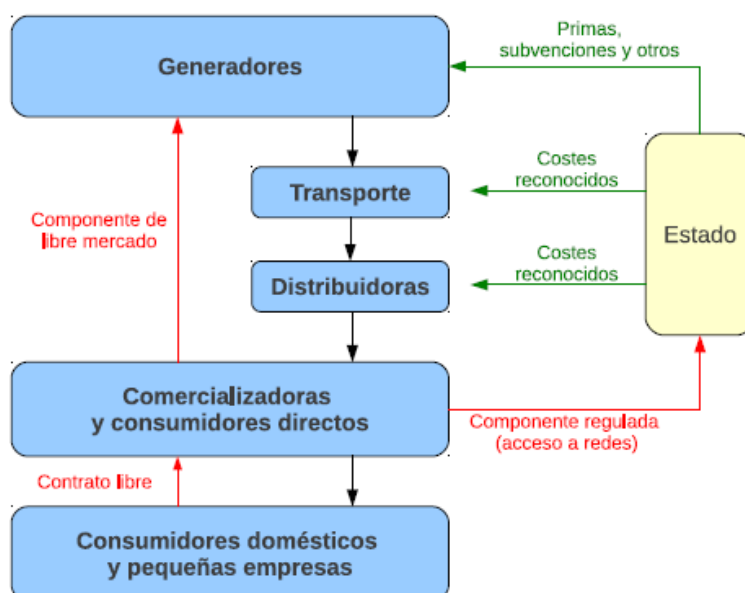 Primas,
subvenciones y otros
Generadores
Costes
reconocidos
Transporte
Componente de
libre mercado
Estado
Costes
reconocidos
Distribuidoras
Comercializadoras
y consumidores directos
Componente regulada
(acceso a redes)
Contrato libre
Consumidores domésticos
y pequeñas empresas